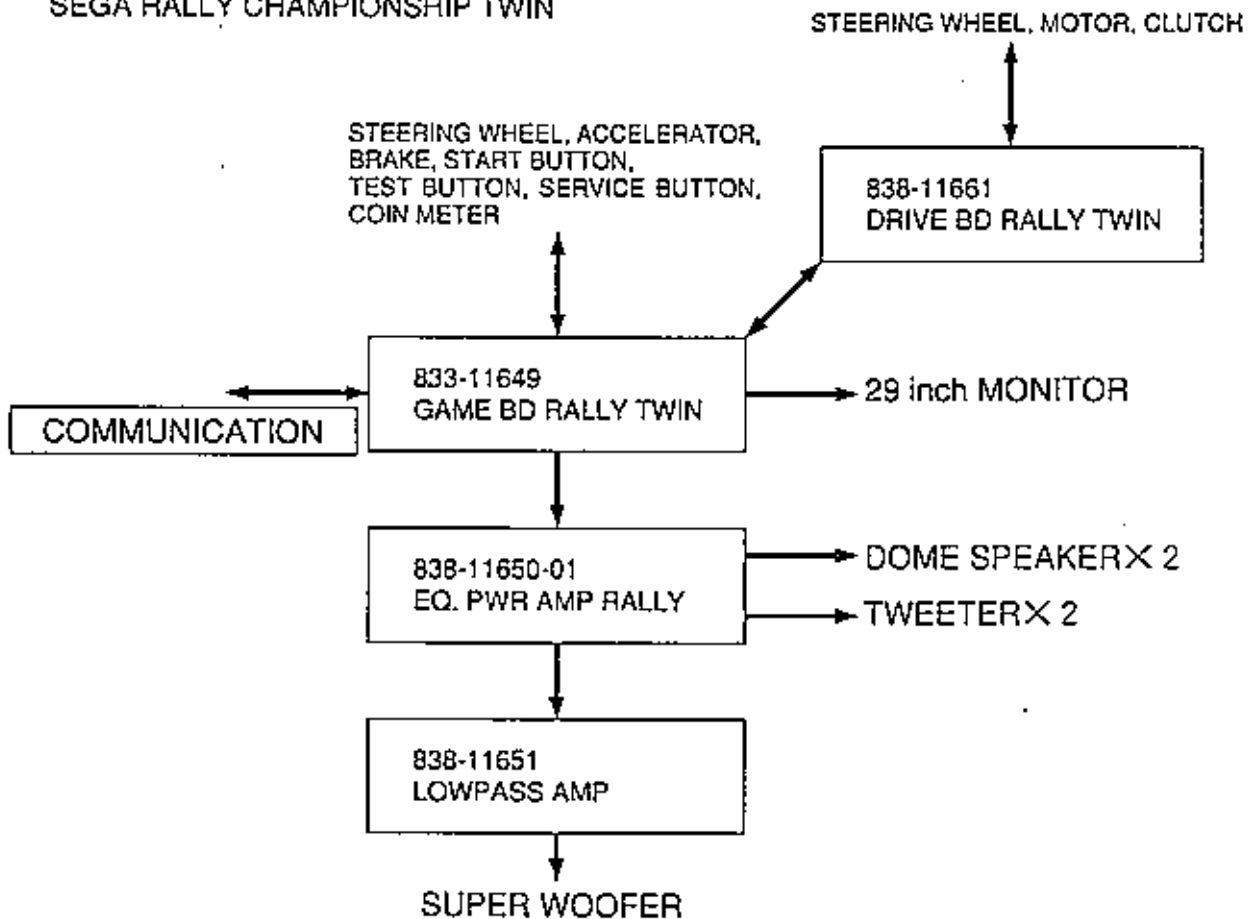 SEGA RALLY CHAMPIONSHIP TWIN
STEERING WHEEL, MOTOR, CLUTCH
STEERING WHEEL, ACCELERATOR,
BRAKE, START BUTTON,
TEST BUTTON, SERVICE BUTTON,
COIN METER
838-11661
DRIVE BD RALLY TWIN
833-11649
GAME BD RALLY TWIN
29 inch MONITOR
COMMUNICATION
838-11650-01
EQ. PWR AMP RALLY
DOME SPEAKER× 2
TWEETER× 2
838-11651
LOWPASS AMP
SUPER WOOFER